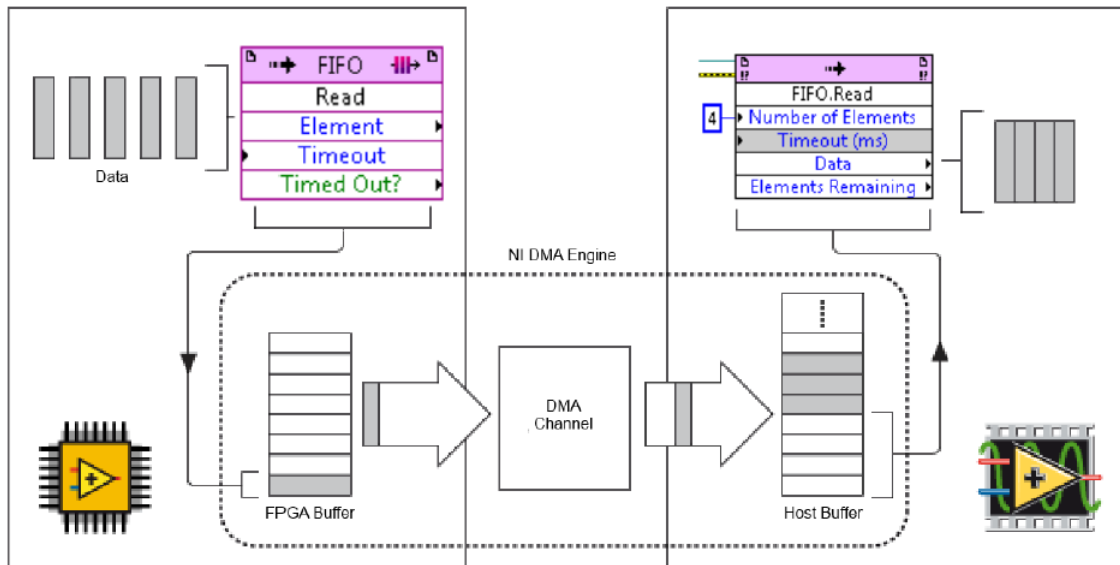 FIFO
Read
Element
Timeout
Timed Out?
Data
FIFO.Read
4
Number of Elements
Timeout (ms)
Data
Elements Remaining
NI DMA Engine
DMA
Channel
FPGA Buffer
Host Buffer